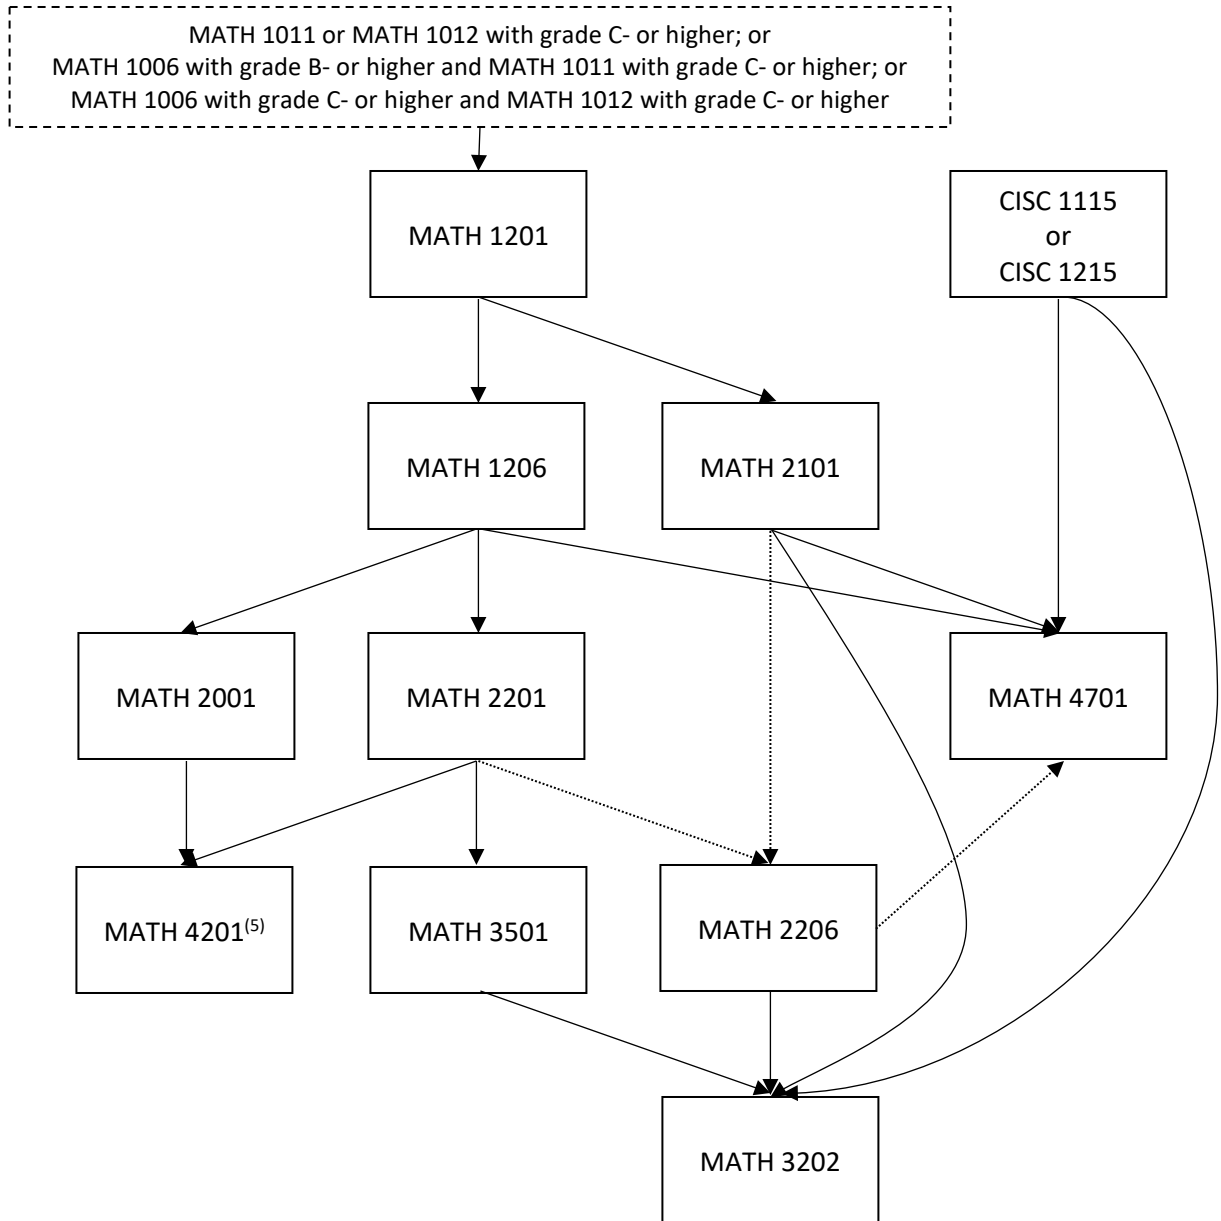 MATH 1011 or MATH 1012 with grade C- or higher; or
MATH 1006 with grade B- or higher and MATH 1011 with grade C- or higher; or
MATH 1006 with grade C- or higher and MATH 1012 with grade C- or higher
MATH 1201
CISC 1115
or
CISC 1215
MATH 1206
MATH 2101
MATH 2001
MATH 2201
MATH 4701
MATH 4201(5)
MATH 3501
MATH 2206
MATH 3202